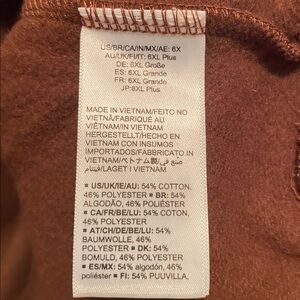 US/BR/CA/IN/MX/AE: 6X
AU/UK/FI/IT: 6XL Plus
DE: 6XL Große
ES: 6XL Grande
FR: 6XL Grande
JP:8XL Plus
MADE IN VIETNAM/FEITO NO
VIETNÃ/FABRIQUÉ AU
VIÊTNAM/IN VIETNAM
HERGESTELLT/HECHO EN
VIETNAM CON INSUMOS
IMPORTADOS/FABBRICATO IN
VIETNAM/ベトナム製/صنع في
فيتنام/LAGET I VIETNAM
▪ US/UK/IE/AU: 54% COTTON,
46% POLYESTER ▪ BR: 54%
ALGODÃO, 46% POLIÉSTER
▪ CA/FR/BE/LU: 54% COTON,
46% POLYESTER
▪ AT/CH/DE/BE/LU: 54%
BAUMWOLLE, 46%
POLYESTER ▪ DK: 54%
BOMULD, 46% POLYESTER
▪ ES/MX: 54% algodón, 46%
poliéster ▪ FI: 54% PUUVILLA,